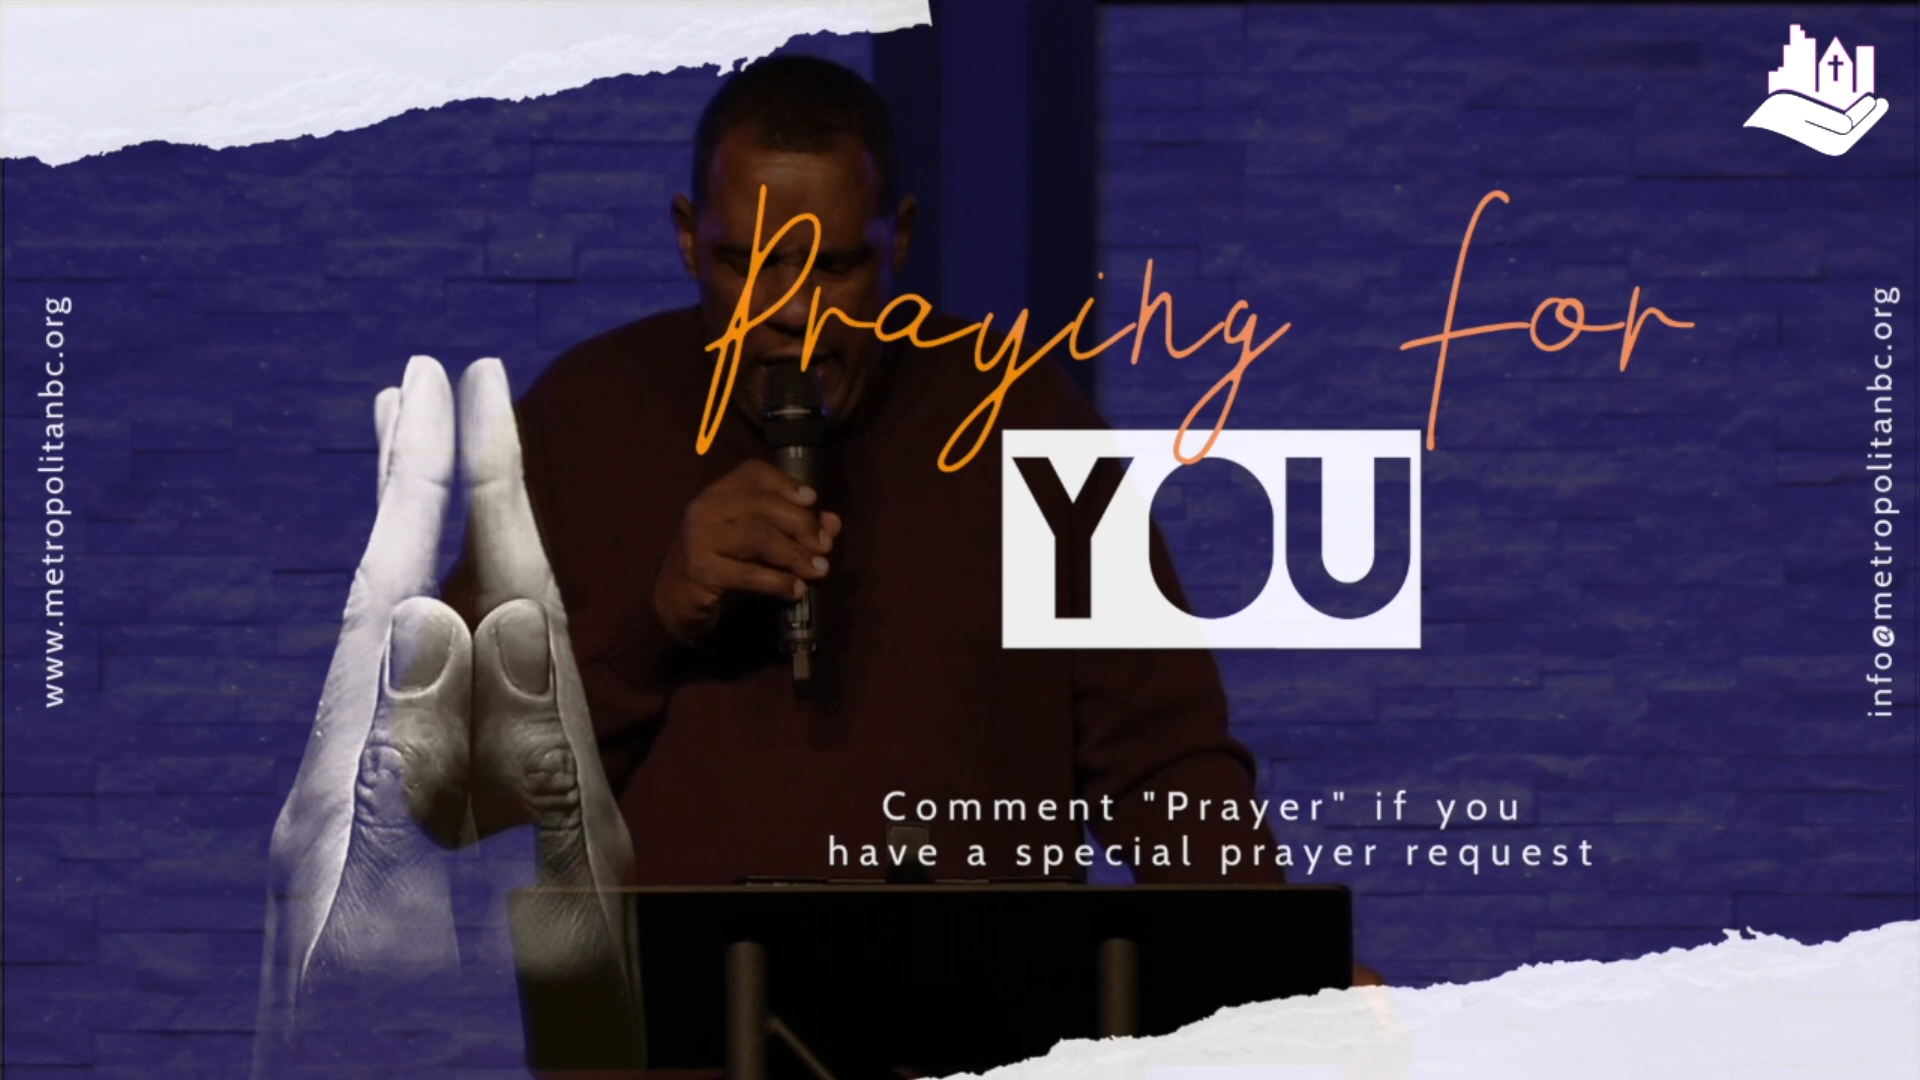 Praying for
YOU
Comment "Prayer" if you
have a special prayer request
www.metropolitanbc.org
info@metropolitanbc.org